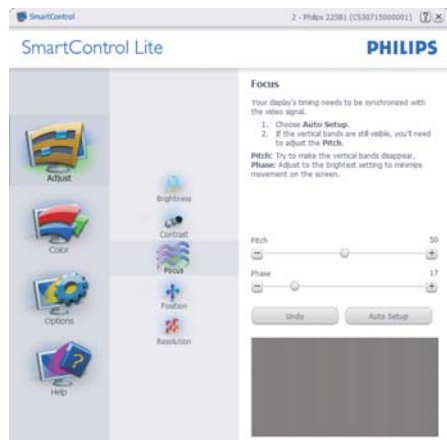 SmartControl
2 - Philips 225B1 (CS30715000001)
SmartControl Lite
PHILIPS
Adjust
Color
Options
Help
Brightness
Contrast
Focus
Position
Resolution
Focus
Your display's timing needs to be synchronized with
the video signal.
1. Choose Auto Setup.
2. If the vertical bands are still visible, you'll need
to adjust the Pitch.
Pitch: Try to make the vertical bands disappear.
Phase: Adjust to the brightest setting to minimize
movement on the screen.
Pitch 50
Phase 17
Undo Auto Setup